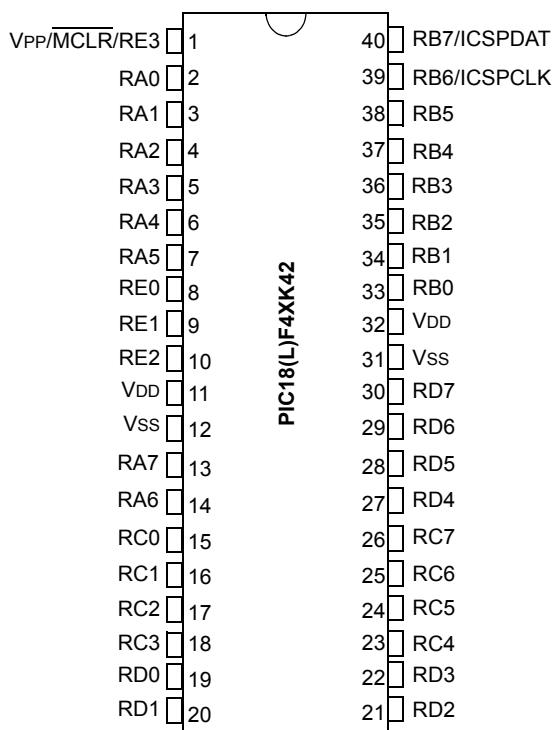 VPP/MCLR/RE3 1 40 RB7/ICSPDAT
RA0 2 39 RB6/ICSPCLK
RA1 3 38 RB5
RA2 4 37 RB4
RA3 5 36 RB3
RA4 6 35 RB2
RA5 7 34 RB1
RE0 8 33 RB0
RE1 9 32 VDD
RE2 10 31 VSS
VDD 11 30 RD7
VSS 12 29 RD6
RA7 13 28 RD5
RA6 14 27 RD4
RC0 15 26 RC7
RC1 16 25 RC6
RC2 17 24 RC5
RC3 18 23 RC4
RD0 19 22 RD3
RD1 20 21 RD2
PIC18(L)F4XK42